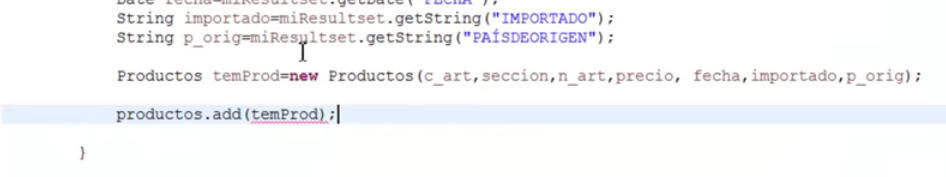 Date fecha=miResultset.getDate("FECHA");
String importado=miResultset.getString("IMPORTADO");
String p_orig=miResultset.getString("PAÍSDEORIGEN");
Productos temProd=new Productos(c_art,seccion,n_art,precio, fecha,importado,p_orig);
productos.add(temProd);
}